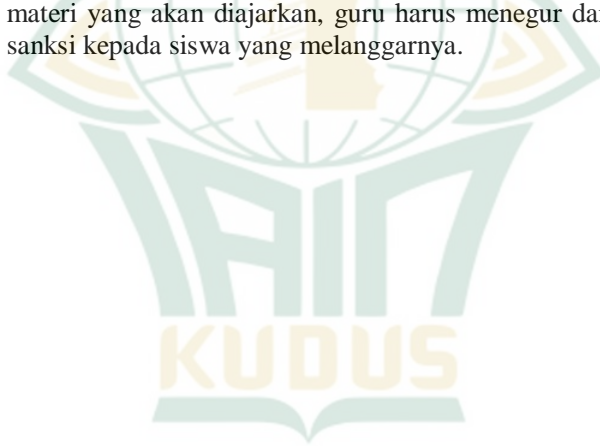 materi yang akan diajarkan, guru harus menegur dan
sanksi kepada siswa yang melanggarnya.
IAIN
KUDUS